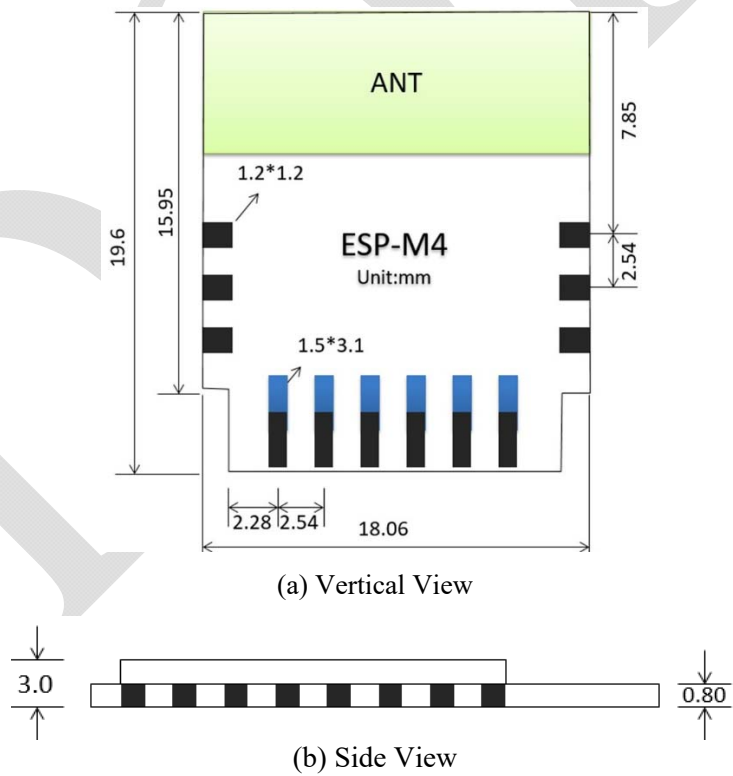 ANT
7.85
1.2*1.2
15.95
19.6
ESP-M4
Unit:mm
2.54
1.5*3.1
2.28
2.54
18.06
(a) Vertical View
3.0
0.80
(b) Side View